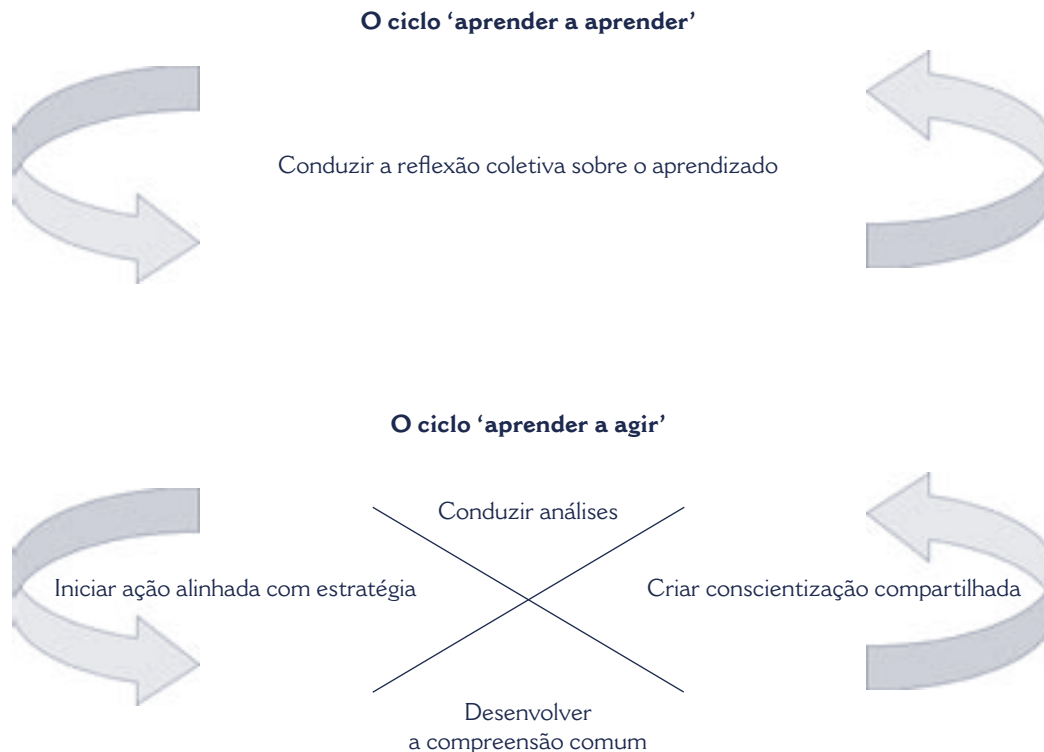 O ciclo ‘aprender a aprender’
Conduzir a reflexão coletiva sobre o aprendizado
O ciclo ‘aprender a agir’
Conduzir análises
Iniciar ação alinhada com estratégia
Criar conscientização compartilhada
Desenvolver
a compreensão comum